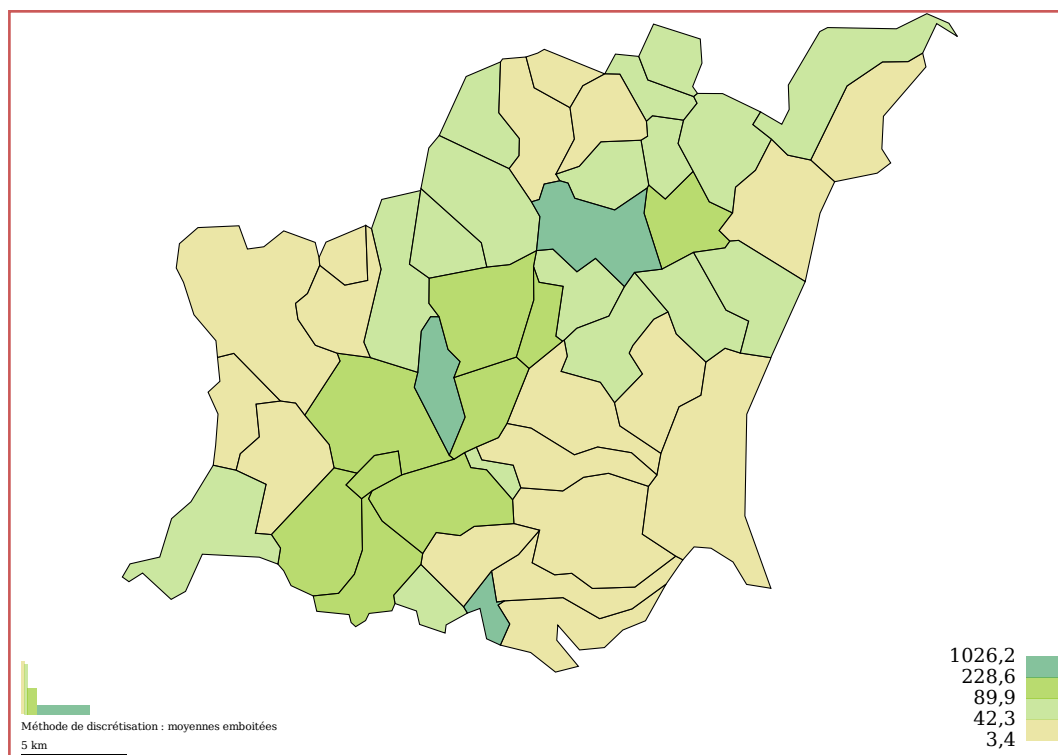 1026,2
228,6
89,9
42,3
3,4
Méthode de discrétisation : moyennes emboitées
5 km